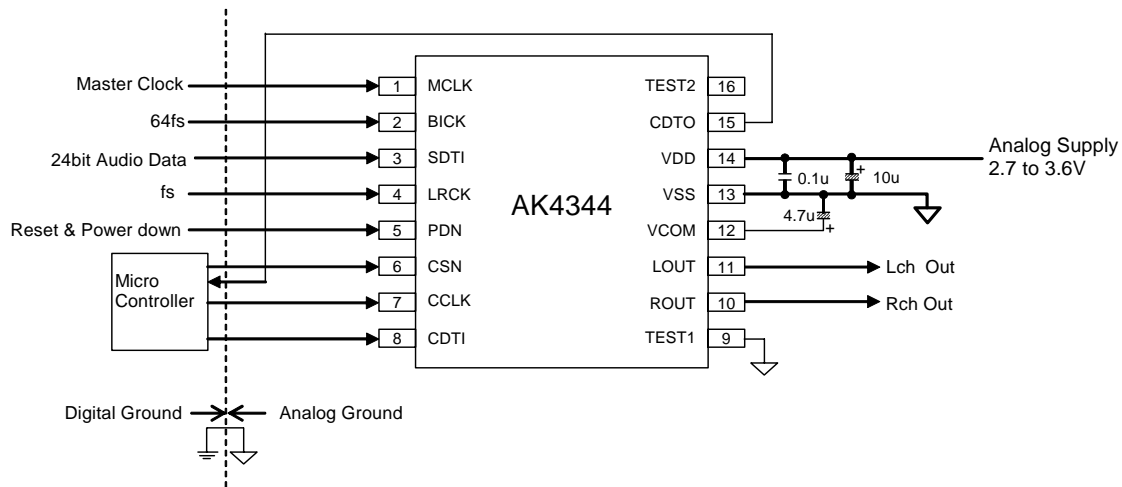 Master Clock
1
MCLK
TEST2
16
64fs
2
BICK
CDTO
15
24bit Audio Data
3
SDTI
VDD
14
Analog Supply
2.7 to 3.6V
0.1u
10u
fs
4
LRCK
AK4344
VSS
13
4.7u
Reset & Power down
5
PDN
VCOM
12
Micro
Controller
6
CSN
LOUT
11
Lch Out
7
CCLK
ROUT
10
Rch Out
8
CDTI
TEST1
9
Digital Ground
Analog Ground